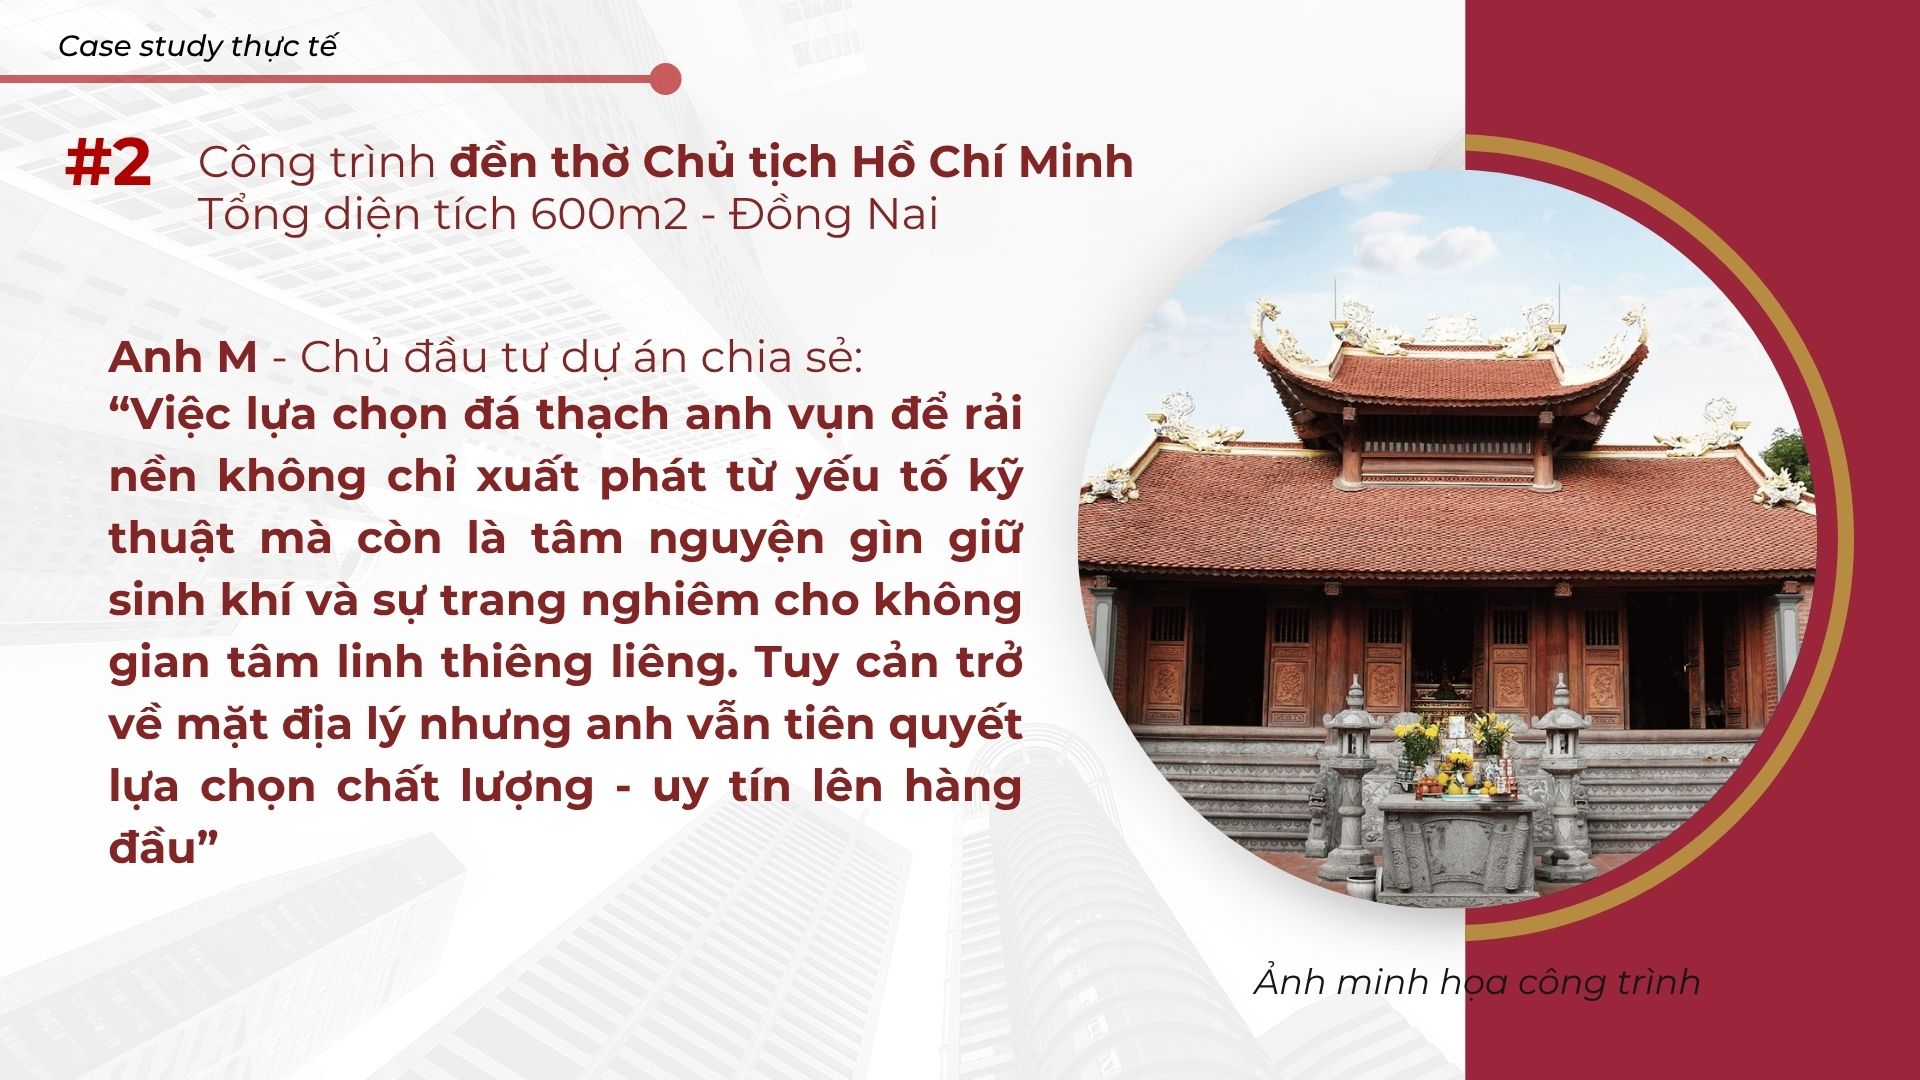 Case study thực tế
#2 Công trình đền thờ Chủ tịch Hồ Chí Minh
Tổng diện tích 600m2 - Đồng Nai
Anh M - Chủ đầu tư dự án chia sẻ:
“Việc lựa chọn đá thạch anh vụn để rải
nền không chỉ xuất phát từ yếu tố kỹ
thuật mà còn là tâm nguyện gìn giữ
sinh khí và sự trang nghiêm cho không
gian tâm linh thiêng liêng. Tuy cản trở
về mặt địa lý nhưng anh vẫn tiên quyết
lựa chọn chất lượng - uy tín lên hàng
đầu”
Ảnh minh họa công trình